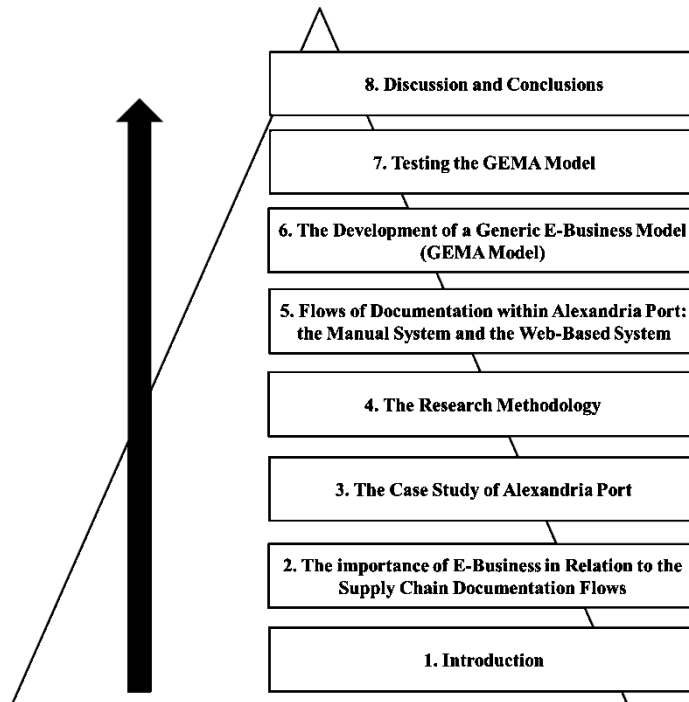 8. Discussion and Conclusions
7. Testing the GEMA Model
6. The Development of a Generic E-Business Model
(GEMA Model)
5. Flows of Documentation within Alexandria Port:
the Manual System and the Web-Based System
4. The Research Methodology
3. The Case Study of Alexandria Port
2. The importance of E-Business in Relation to the
Supply Chain Documentation Flows
1. Introduction